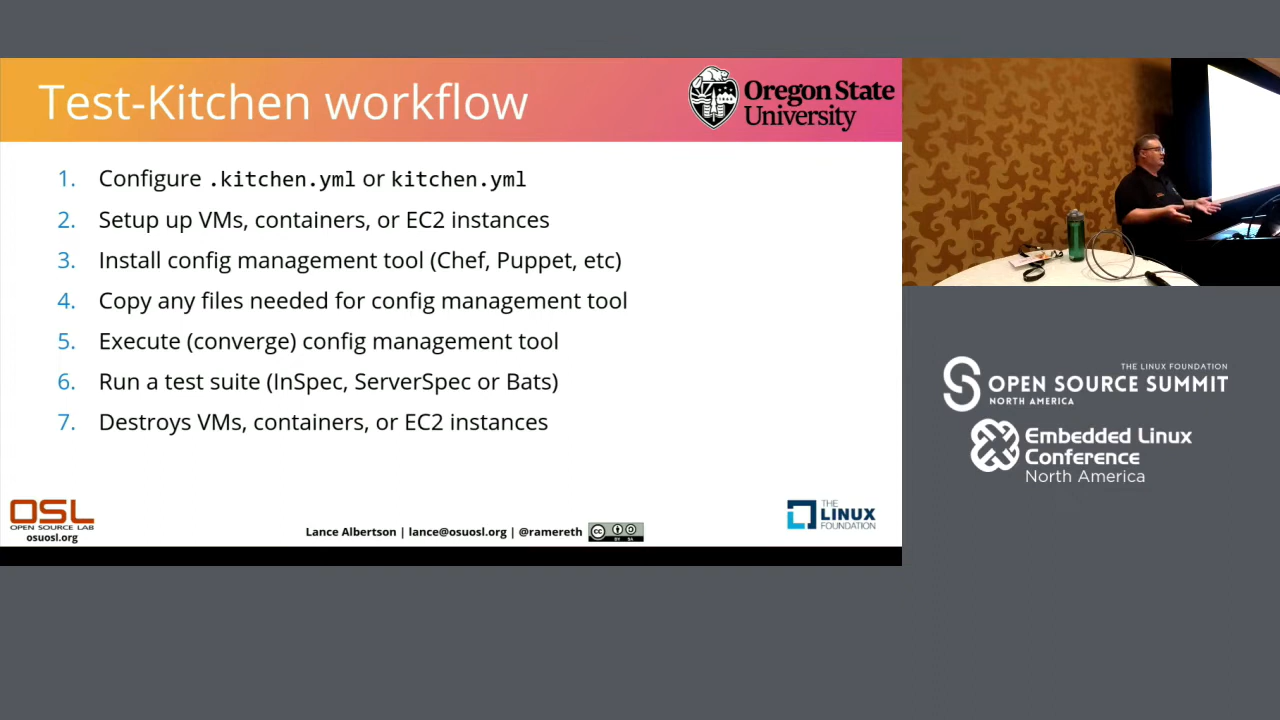 Test-Kitchen workflow
Oregon State
University
1. Configure .kitchen.yml or kitchen.yml
2. Setup up VMs, containers, or EC2 instances
3. Install config management tool (Chef, Puppet, etc)
4. Copy any files needed for config management tool
5. Execute (converge) config management tool
6. Run a test suite (InSpec, ServerSpec or Bats)
7. Destroys VMs, containers, or EC2 instances
OSL
OPEN SOURCE LAB
osuosl.org
Lance Albertson | lance@osuosl.org | @ramereth
CC BY SA
THE
LINUX
FOUNDATION
THE LINUX FOUNDATION
OPEN SOURCE SUMMIT
NORTH AMERICA
Embedded Linux
Conference
North America